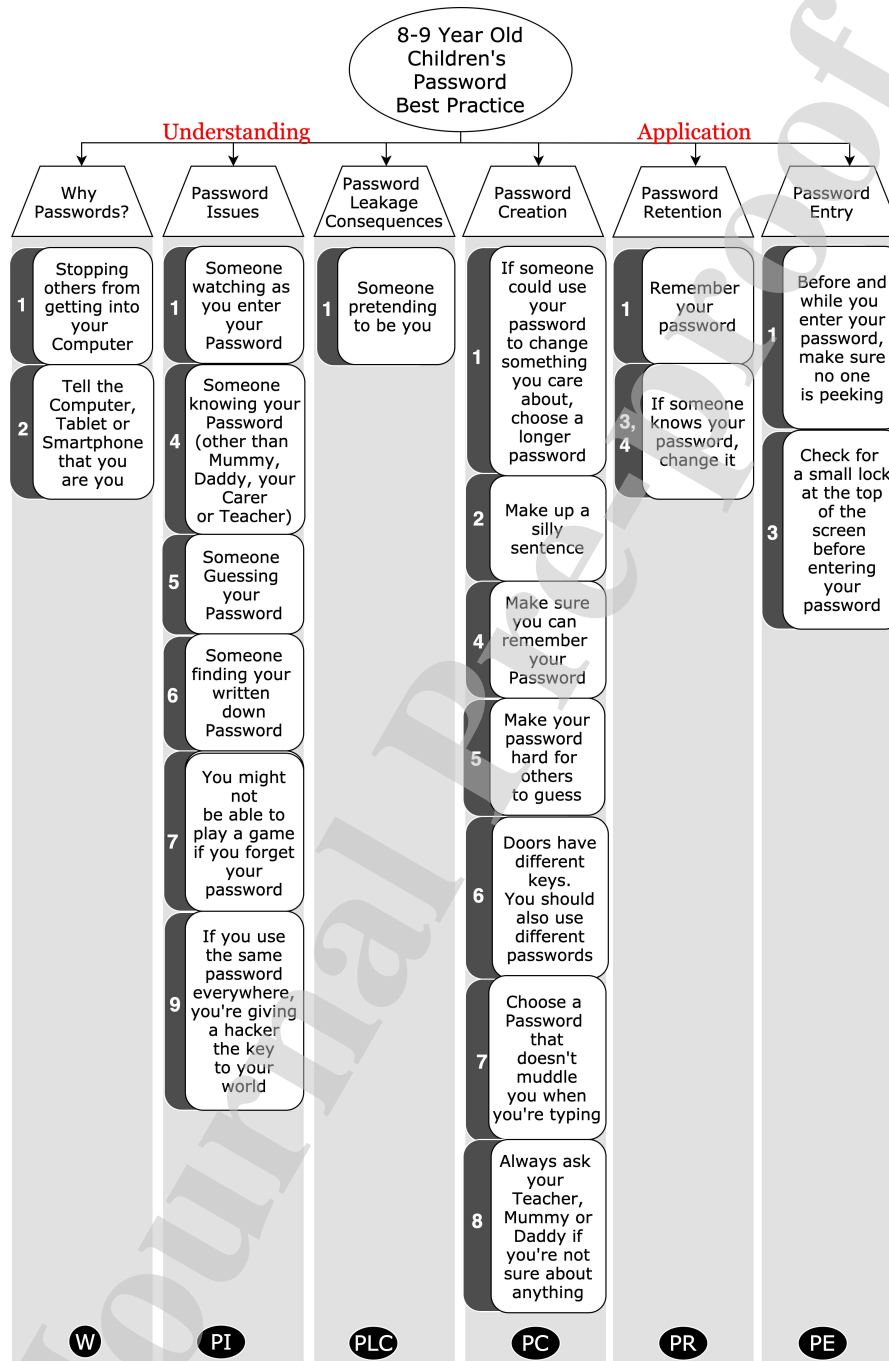 8-9 Year Old
Children's
Password
Best Practice
Understanding
Application
Why
Passwords?
Password
Issues
Password
Leakage
Consequences
Password
Creation
Password
Retention
Password
Entry
1
Stopping
others from
getting into
your
Computer
2
Tell the
Computer,
Tablet or
Smartphone
that you
are you
1
Someone
watching as
you enter
your
Password
4
Someone
knowing your
Password
(other than
Mummy,
Daddy, your
Carer
or Teacher)
5
Someone
Guessing
your
Password
6
Someone
finding your
written
down
Password
7
You might
not
be able to
play a game
if you forget
your
password
9
If you use
the same
password
everywhere,
you're giving
a hacker
the key
to your
world
1
Someone
pretending
to be you
1
If someone
could use
your
password
to change
something
you care
about,
choose a
longer
password
2
Make up a
silly
sentence
4
Make sure
you can
remember
your
Password
5
Make your
password
hard for
others
to guess
6
Doors have
different
keys.
You should
also use
different
passwords
7
Choose a
Password
that
doesn't
muddle
you when
you're typing
8
Always ask
your
Teacher,
Mummy or
Daddy if
you're not
sure about
anything
1
Remember
your
password
3,
4
If someone
knows your
password,
change it
1
Before and
while you
enter your
password,
make sure
no one
is peeking
3
Check for
a small lock
at the top
of the
screen
before
entering
your
password
W
PI
PLC
PC
PR
PE
Journal Pre-proof